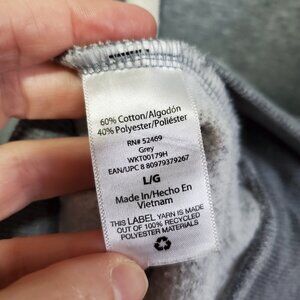 60% Cotton/Algodón
40% Polyester/Poliéster
RN# 52469
Grey
WKT00179H
EAN/UPC 8 80979379267
L/G
Made In/Hecho En
Vietnam
THIS LABEL YARN IS MADE
OUT OF 100% RECYCLED
POLYESTER MATERIALS